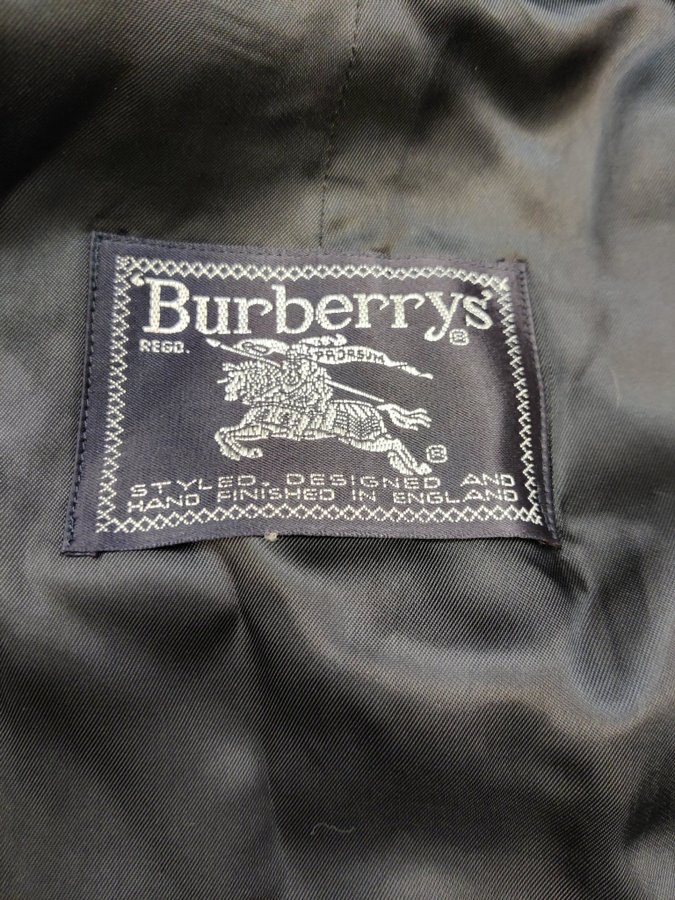 'Burberrys'
®
REGD.
PRORSUM
®
STYLED, DESIGNED AND
HAND FINISHED IN ENGLAND